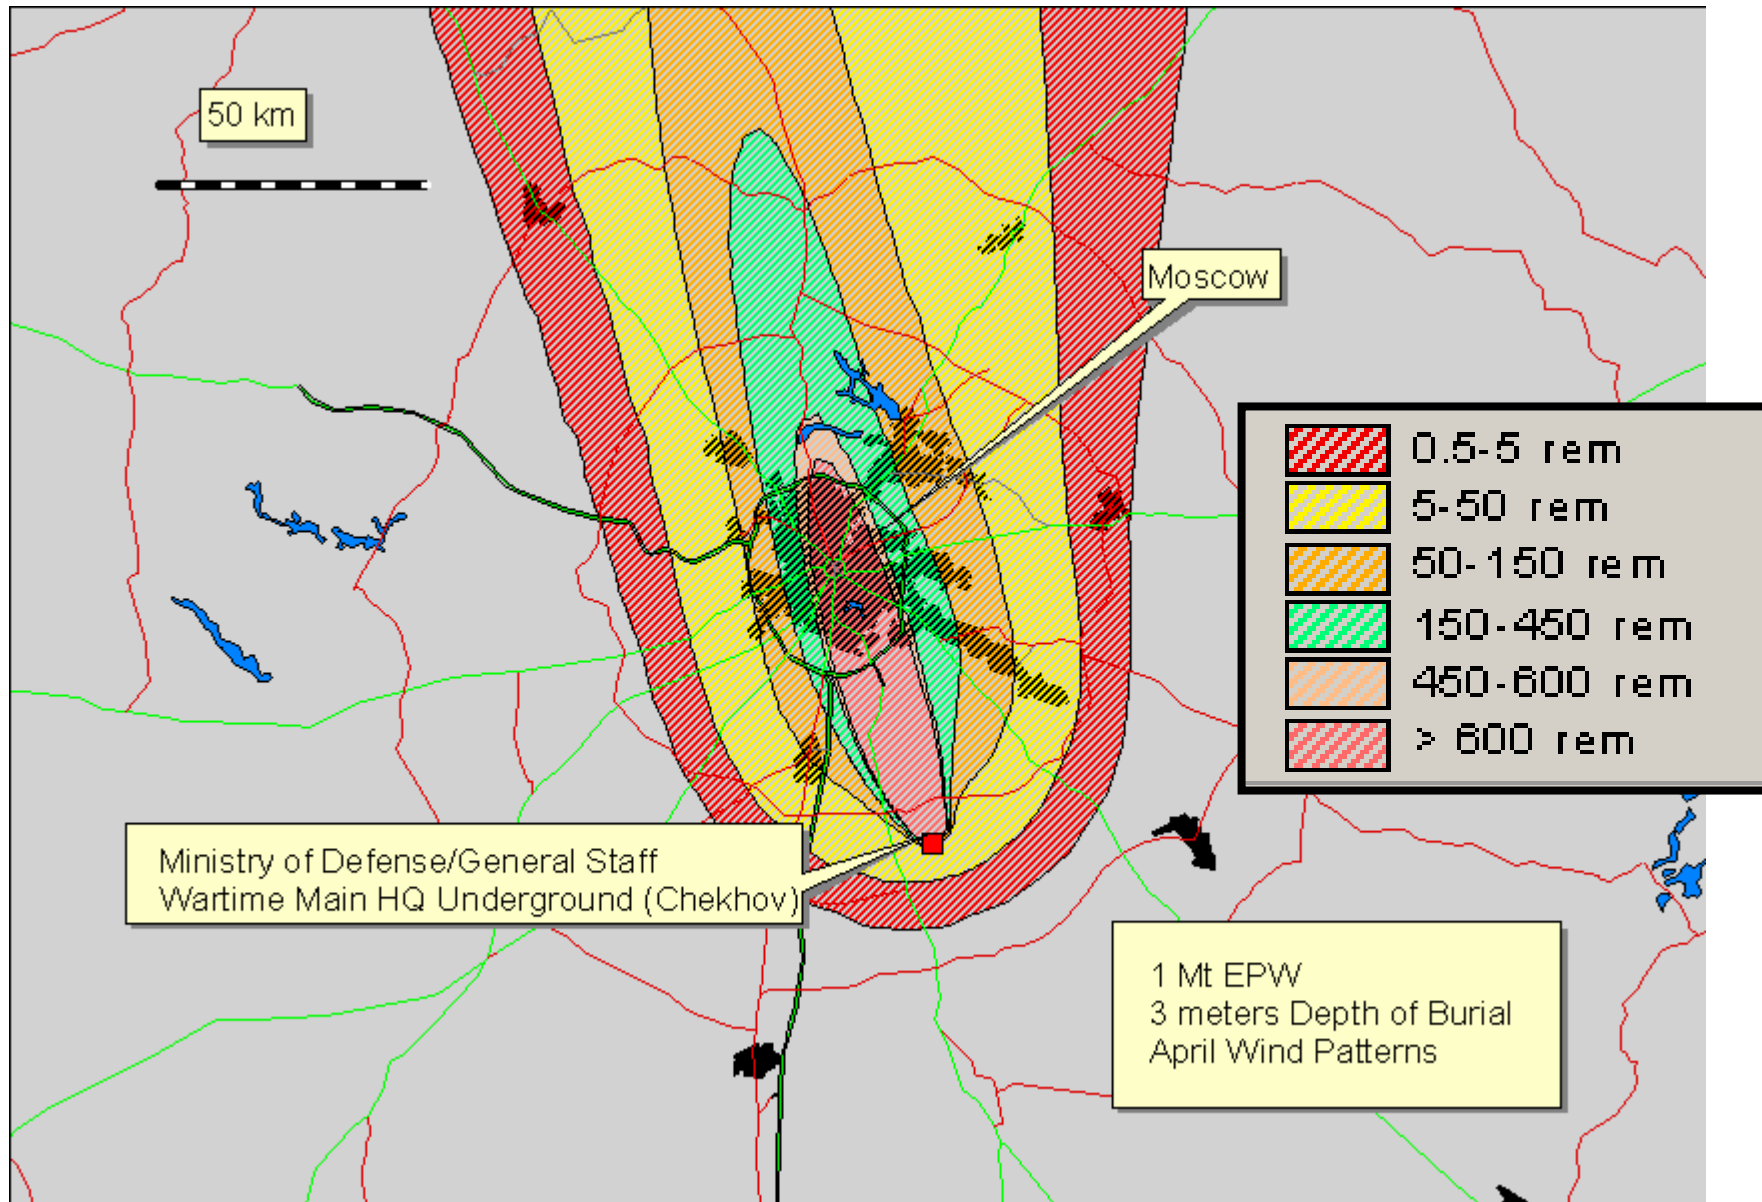 50 km
Moscow
0.5-5 rem
5-50 rem
50-150 rem
150-450 rem
450-600 rem
> 600 rem
Ministry of Defense/General Staff
Wartime Main HQ Underground (Chekhov)
1 Mt EPW
3 meters Depth of Burial
April Wind Patterns